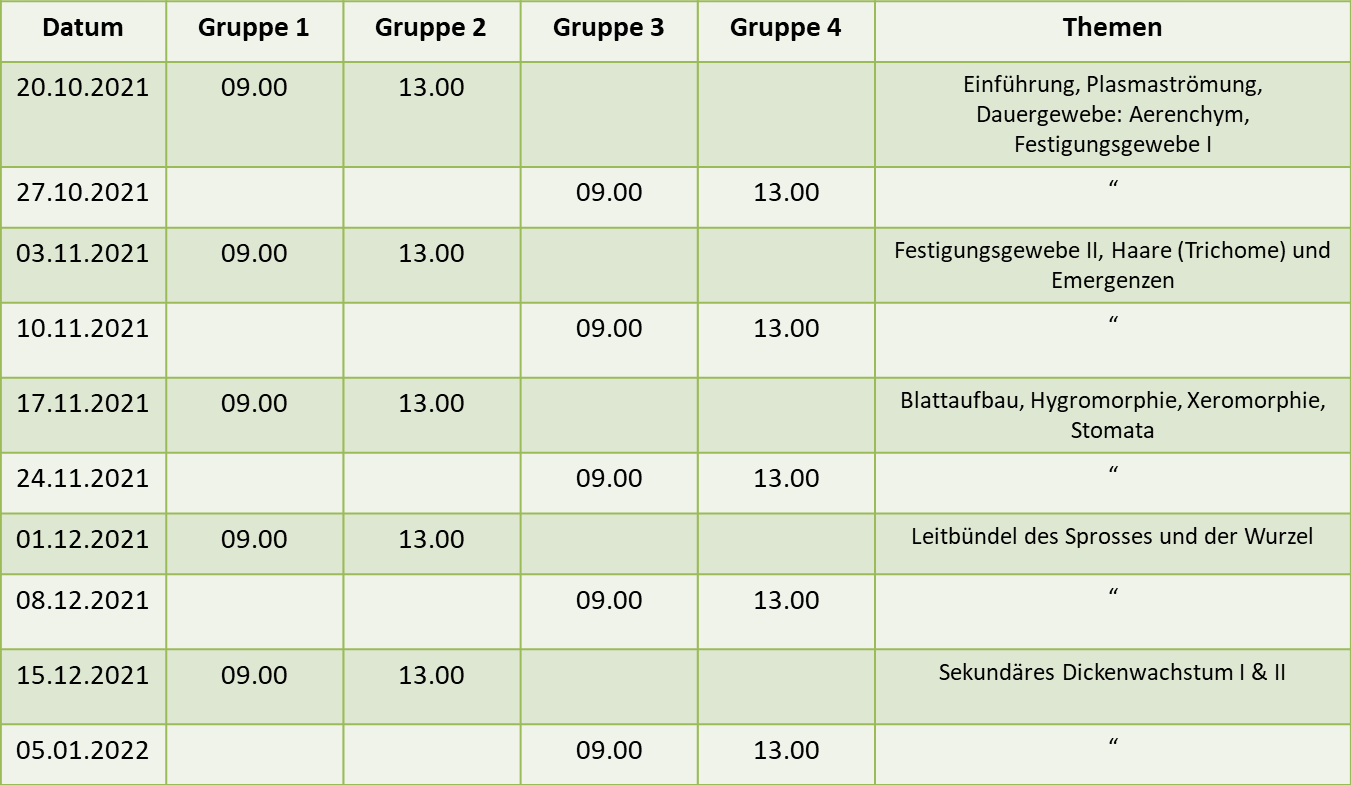 Datum Gruppe 1 Gruppe 2 Gruppe 3 Gruppe 4 Themen
20.10.2021 09.00 13.00 Einführung, Plasmaströmung,
Dauergewebe: Aerenchym,
Festigungsgewebe I
27.10.2021 09.00 13.00 “
03.11.2021 09.00 13.00 Festigungsgewebe II, Haare (Trichome) und
Emergenzen
10.11.2021 09.00 13.00 “
17.11.2021 09.00 13.00 Blattaufbau, Hygromorphie, Xeromorphie,
Stomata
24.11.2021 09.00 13.00 “
01.12.2021 09.00 13.00 Leitbündel des Sprosses und der Wurzel
08.12.2021 09.00 13.00 “
15.12.2021 09.00 13.00 Sekundäres Dickenwachstum I & II
05.01.2022 09.00 13.00 “